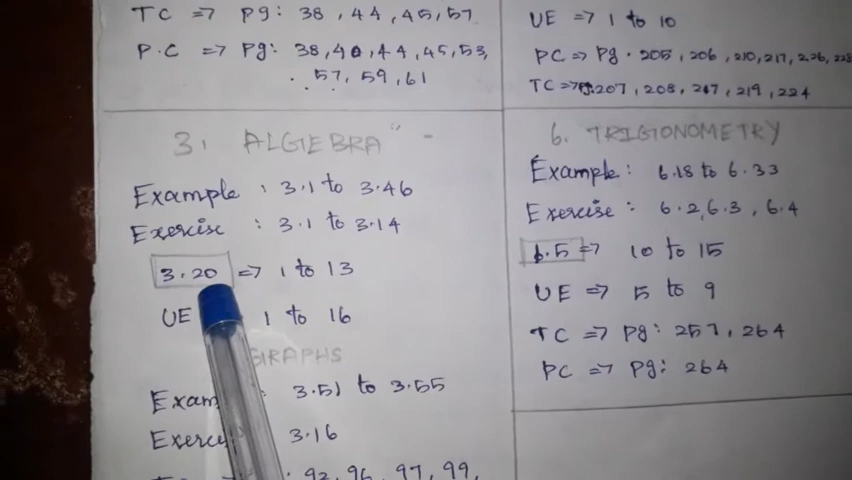 TC => Pg: 38, 44, 45, 57
P.C => Pg: 38, 40, 44, 45, 53,
57, 59, 61
3. ALGEBRA" -
Example : 3.1 to 3.46
Exercise : 3.1 to 3.14
3.20 => 1 to 13
UE 1 to 16
GRAPHS
Exam 3.51 to 3.55
Exerci 3.16
92, 96, 97, 99,
UE => 1 to 10
PC => Pg. 205, 206, 210, 217, 226, 228
TC => 207, 208, 217, 219, 224
6. TRIGONOMETRY
Example : 6.18 to 6.33
Exercise : 6.2, 6.3, 6.4
6.5 => 10 to 15
UE => 5 to 9
TC => Pg: 257, 264
PC => Pg: 264